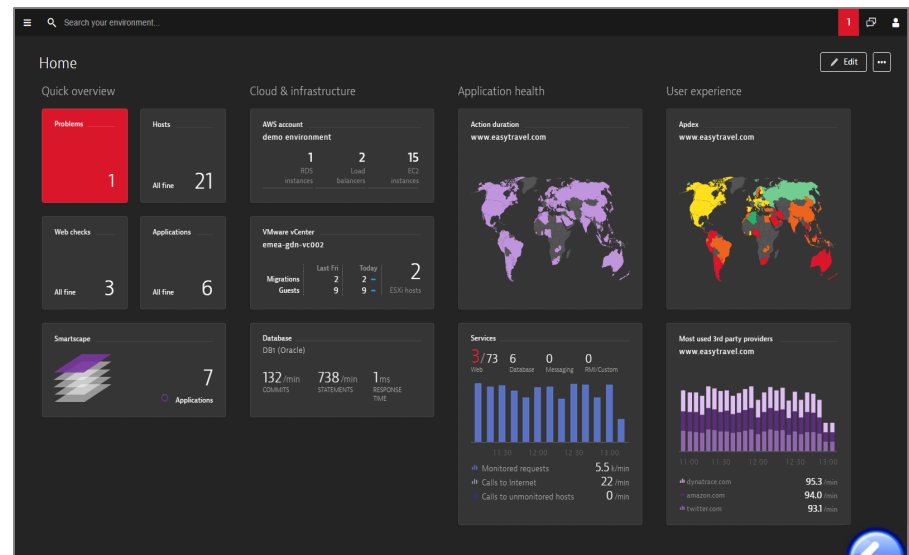 Search your environment...
1
Home
Edit
Quick overview
Cloud & infrastructure
Application health
User experience
Problems
1
Hosts
All fine 21
AWS account
demo environment
1 2 15
RDS Load EC2
instances balancers instances
Action duration
www.easytravel.com
Apdex
www.easytravel.com
Web checks
All fine 3
Applications
All fine 6
VMware vCenter
emea-gdn-vc002
Last Fri Today
Migrations 2 2 –
Guests 9 9 –
2
ESXi hosts
Smartscape
7
Applications
Database
DB1 (Oracle)
132/min 738/min 1ms
COMMITS STATEMENTS RESPONSE
TIME
Services
3/73 6 0 0
Web Database Messaging RMI/Custom
11:30 12:00 12:30 13:00
Monitored requests 5.5 k/min
Calls to Internet 22 /min
Calls to unmonitored hosts 0 /min
Most used 3rd party providers
www.easytravel.com
11:00 11:30 12:00 12:30 13:00
dynatrace.com 95.3 /min
amazon.com 94.0 /min
twitter.com 93.1 /min